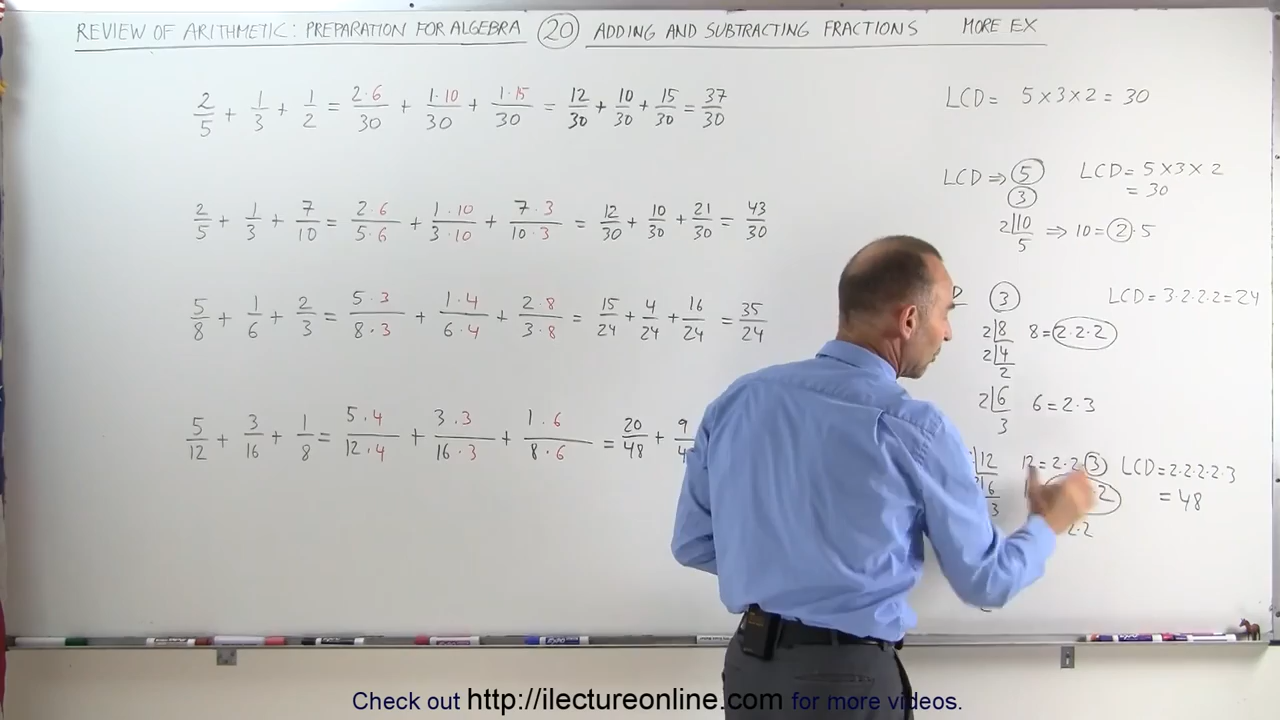 REVIEW OF ARITHMETIC: PREPARATION FOR ALGEBRA (20) ADDING AND SUBTRACTING FRACTIONS MORE EX
2/5 + 1/3 + 1/2 = 2·6/30 + 1·10/30 + 1·15/30 = 12/30 + 10/30 + 15/30 = 37/30
LCD = 5 × 3 × 2 = 30
2/5 + 1/3 + 7/10 = 2·6/5·6 + 1·10/3·10 + 7·3/10·3 = 12/30 + 10/30 + 21/30 = 43/30
LCD ⇒ 5
3
2|10 ⇒ 10 = 2·5
5
LCD = 5 × 3 × 2
= 30
5/8 + 1/6 + 2/3 = 5·3/8·3 + 1·4/6·4 + 2·8/3·8 = 15/24 + 4/24 + 16/24 = 35/24
D 3
LCD = 3·2·2·2 = 24
2|8 8 = 2·2·2
2|4
2
2|6 6 = 2·3
3
5/12 + 3/16 + 1/8 = 5·4/12·4 + 3·3/16·3 + 1·6/8·6 = 20/48 + 9/4
12 12 = 2·2·3
6
3
LCD = 2·2·2·2·3
= 48
2·2
Check out http://ilectureonline.com for more videos.